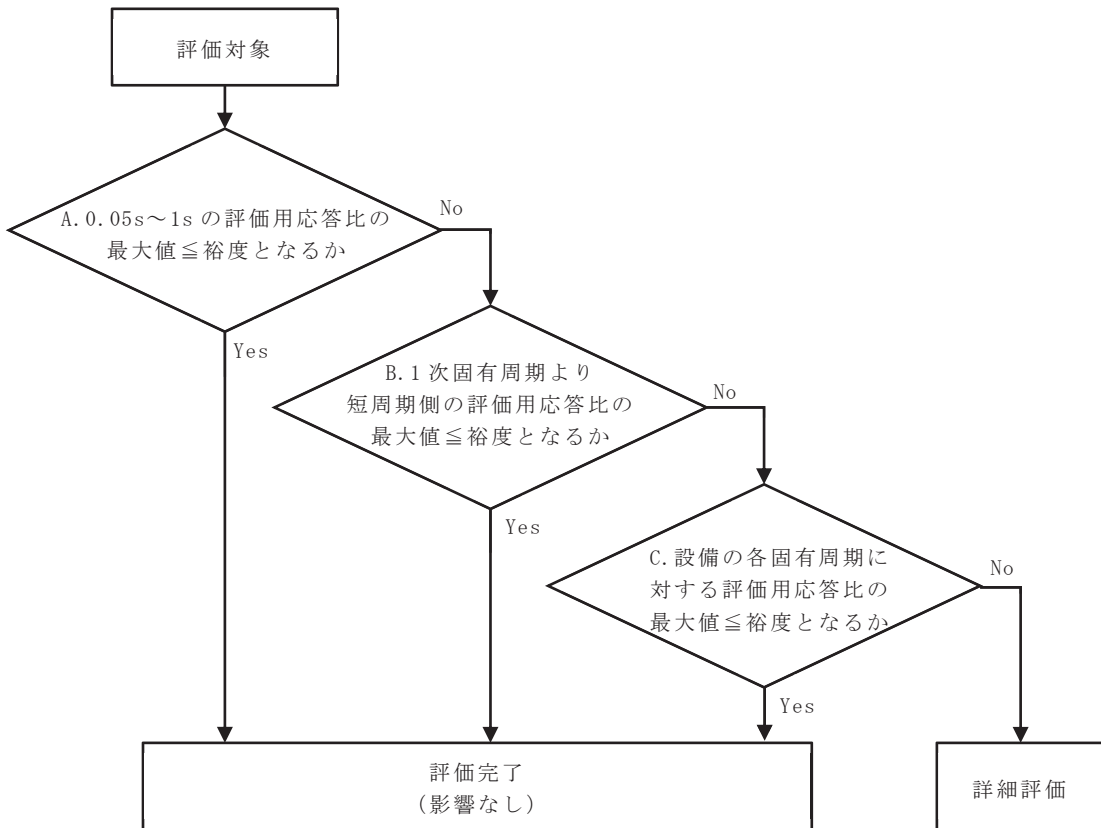 評価対象
A.0.05s～1s の評価用応答比の
最大値≦裕度となるか
No
Yes
B.1 次固有周期より
短周期側の評価用応答比の
最大値≦裕度となるか
No
Yes
C.設備の各固有周期に
対する評価用応答比の
最大値≦裕度となるか
No
Yes
評価完了
（影響なし）
詳細評価